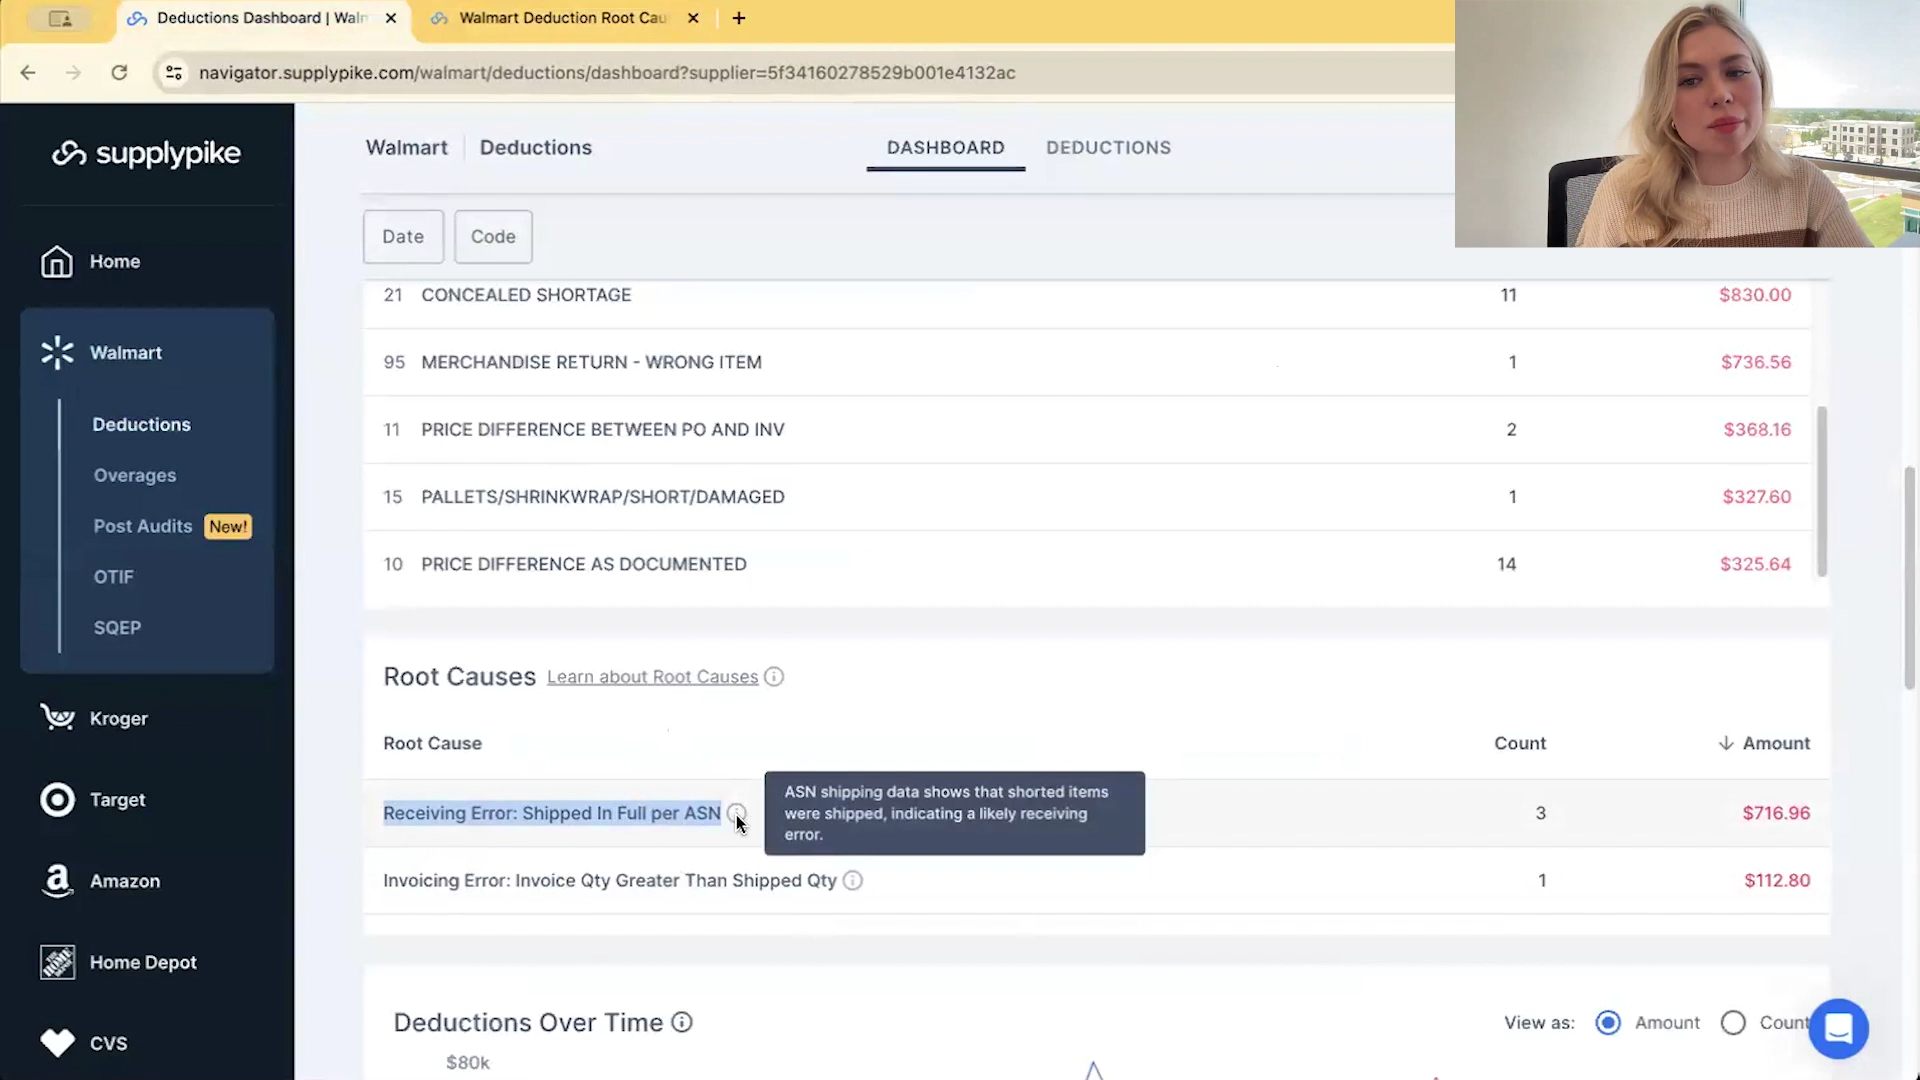 Deductions Dashboard | Waln
Walmart Deduction Root Cau
navigator.supplypike.com/walmart/deductions/dashboard?supplier=5f34160278529b001e4132ac
supplypike
Home
Walmart
Deductions
Overages
Post Audits New!
OTIF
SQEP
Kroger
Target
Amazon
Home Depot
CVS
Walmart Deductions
DASHBOARD DEDUCTIONS
Date Code
21 CONCEALED SHORTAGE 11 $830.00
95 MERCHANDISE RETURN - WRONG ITEM 1 $736.56
11 PRICE DIFFERENCE BETWEEN PO AND INV 2 $368.16
15 PALLETS/SHRINKWRAP/SHORT/DAMAGED 1 $327.60
10 PRICE DIFFERENCE AS DOCUMENTED 14 $325.64
Root Causes Learn about Root Causes
Root Cause Count Amount
Receiving Error: Shipped In Full per ASN 3 $716.96
ASN shipping data shows that shorted items
were shipped, indicating a likely receiving
error.
Invoicing Error: Invoice Qty Greater Than Shipped Qty 1 $112.80
Deductions Over Time View as: Amount Count
$80k